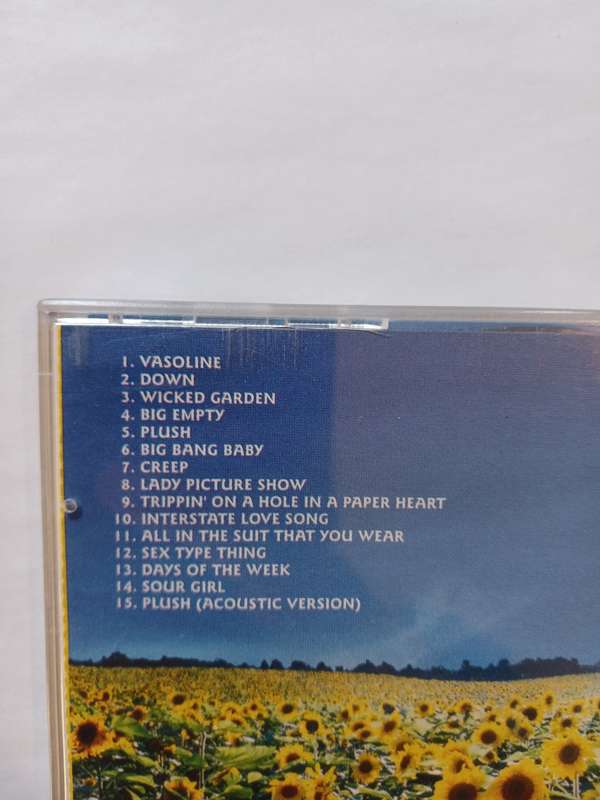 1. VASOLINE
2. DOWN
3. WICKED GARDEN
4. BIG EMPTY
5. PLUSH
6. BIG BANG BABY
7. CREEP
8. LADY PICTURE SHOW
9. TRIPPIN' ON A HOLE IN A PAPER HEART
10. INTERSTATE LOVE SONG
11. ALL IN THE SUIT THAT YOU WEAR
12. SEX TYPE THING
13. DAYS OF THE WEEK
14. SOUR GIRL
15. PLUSH (ACOUSTIC VERSION)